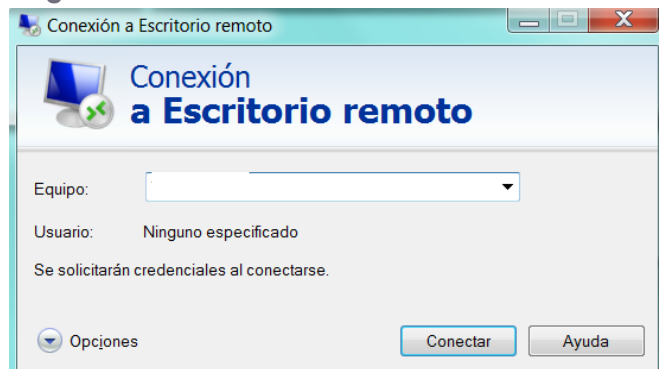 Conexión a Escritorio remoto
Conexión
a Escritorio remoto
Equipo:
Usuario: Ninguno especificado
Se solicitarán credenciales al conectarse.
Opciones Conectar Ayuda